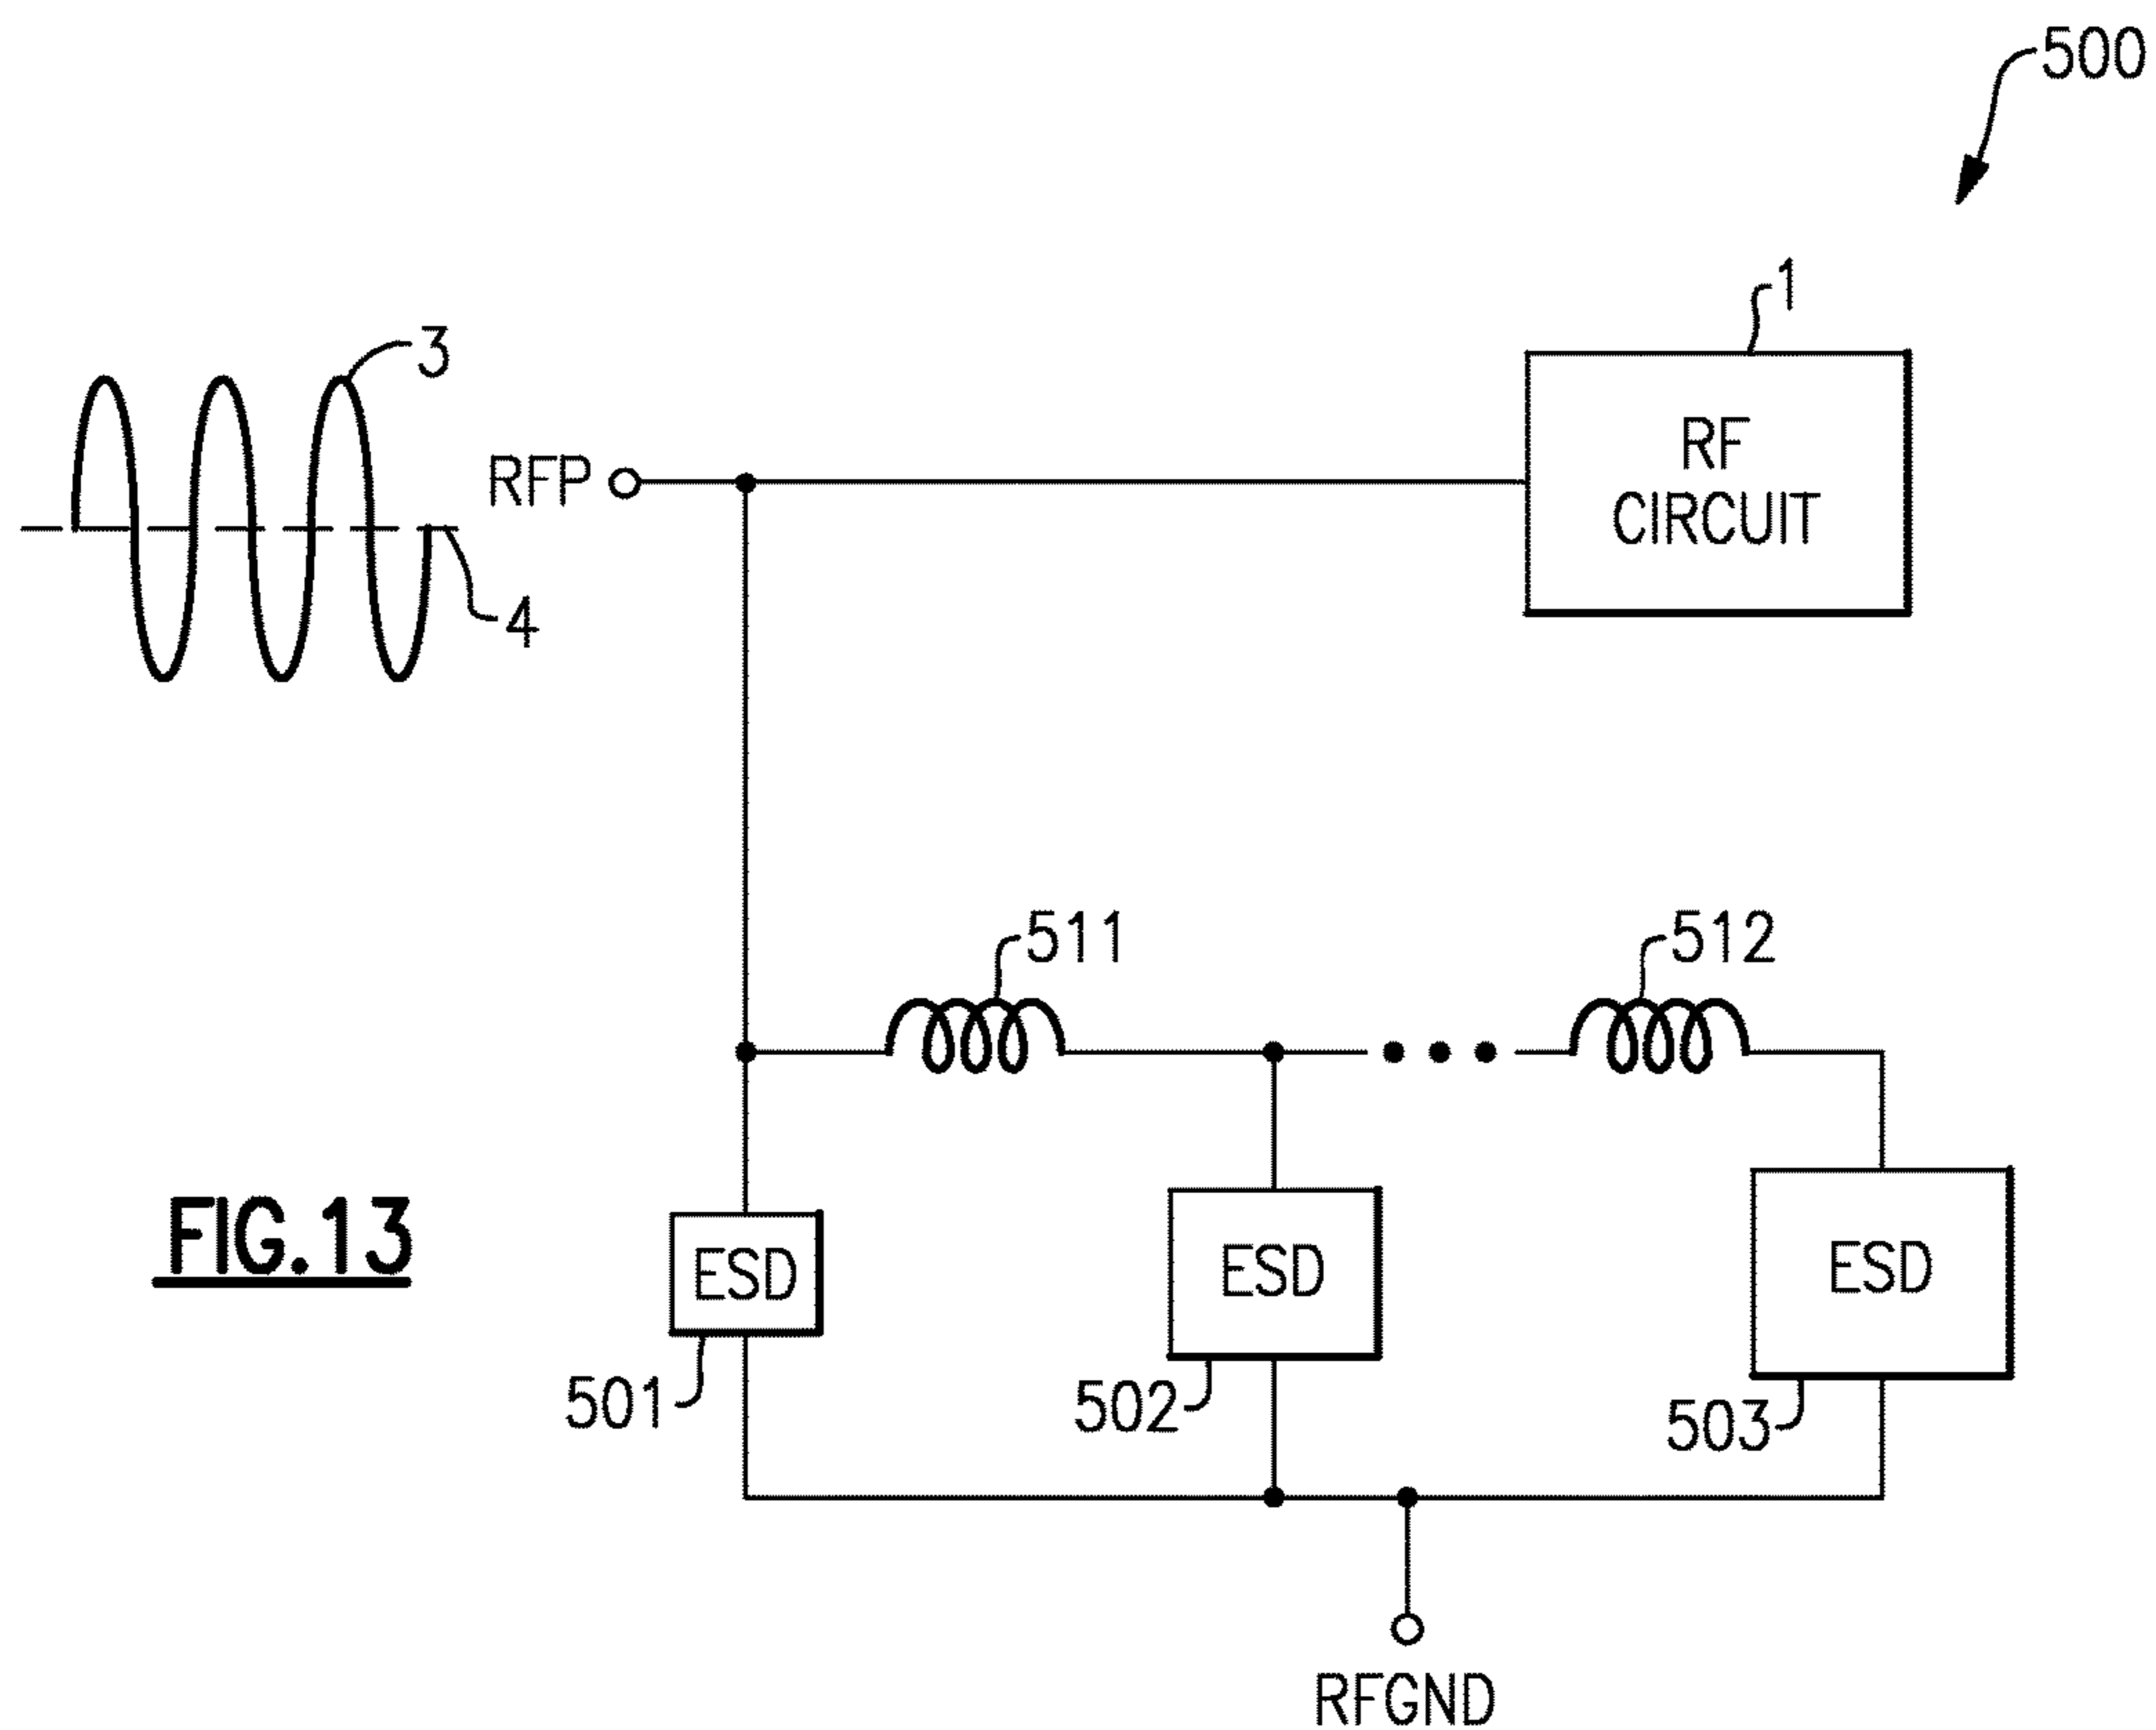 500
1
3
RFP
RF
CIRCUIT
4
511
512
FIG.13
ESD
ESD
ESD
501
502
503
RFGND